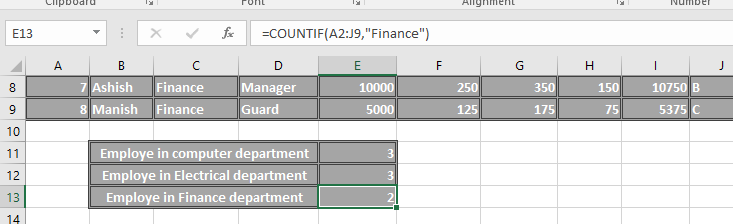 Clipboard Font Alignment Number
E13 fx =COUNTIF(A2:J9,"Finance")
A B C D E F G H I J
8 7 Ashish Finance Manager 10000 250 350 150 10750 B
9 8 Manish Finance Guard 5000 125 175 75 5375 C
10
11 Employe in computer department 3
12 Employe in Electrical department 3
13 Employe in Finance department 2
14